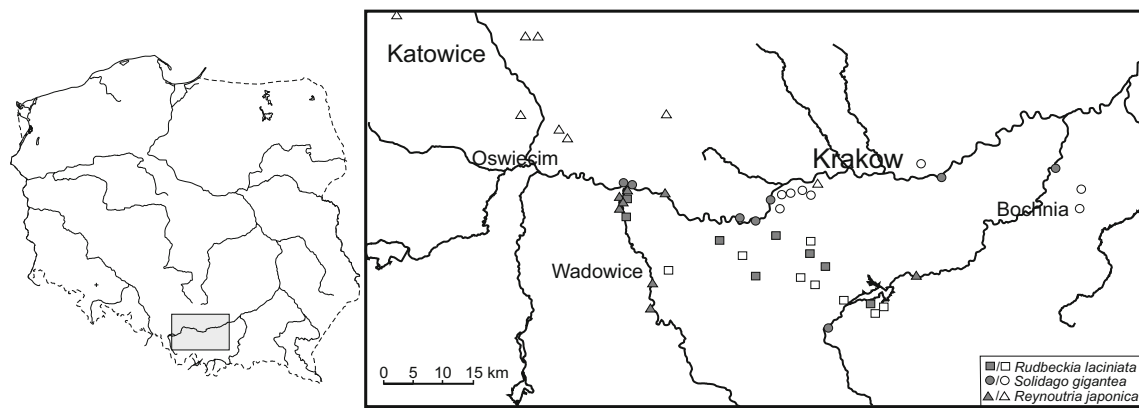 Katowice
Oswiecim
Krakow
Bochnia
Wadowice
0 5 10 15 km
/ Rudbeckia laciniata
/ Solidago gigantea
/ Reynoutria japonica